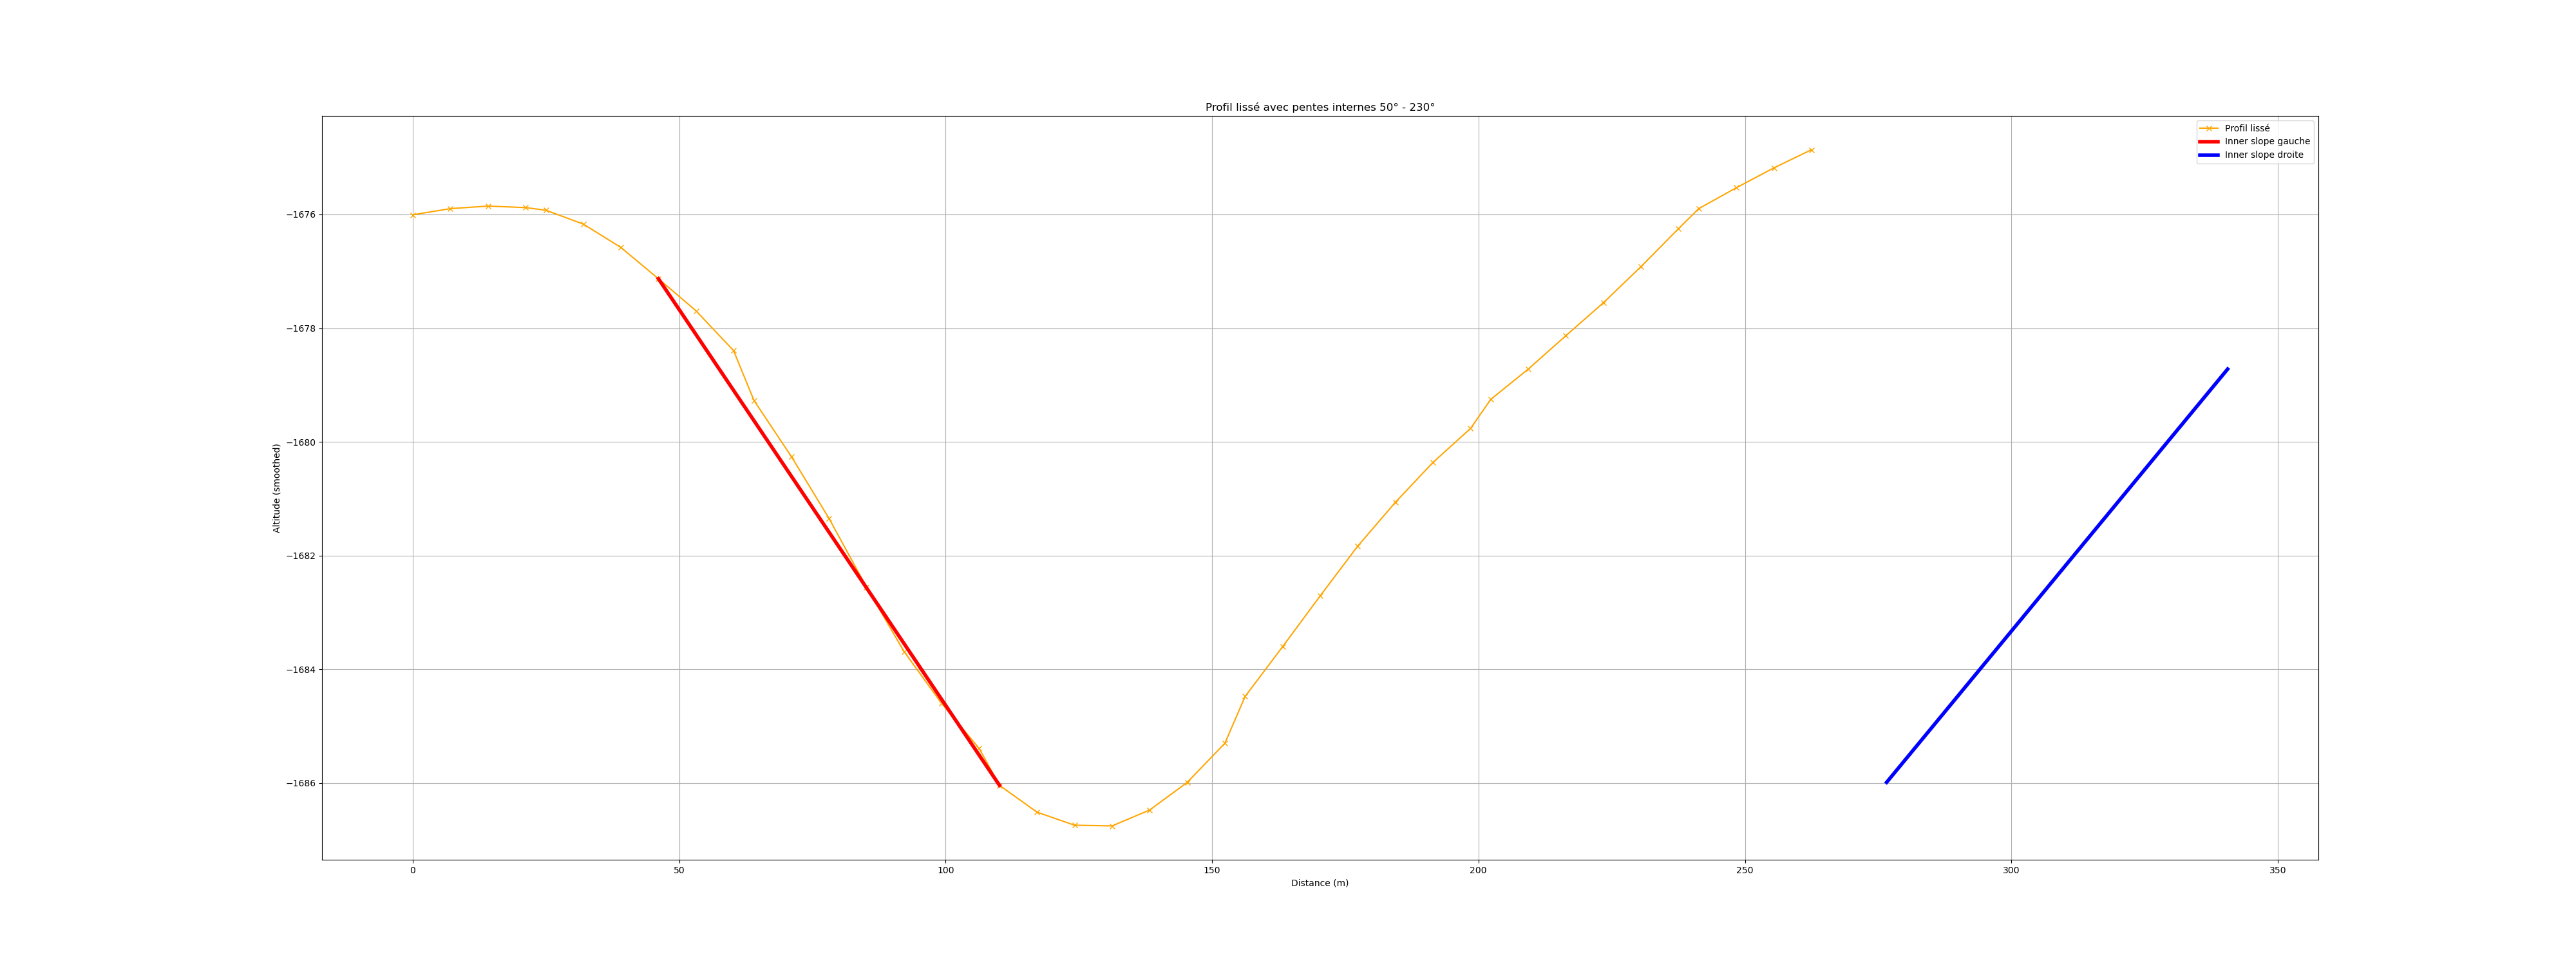 Profil lissé avec pentes internes 50° - 230°
Profil lissé
Inner slope gauche
Inner slope droite
Altitude (smoothed)
−1676
−1678
−1680
−1682
−1684
−1686
0
50
100
150
200
250
300
350
Distance (m)